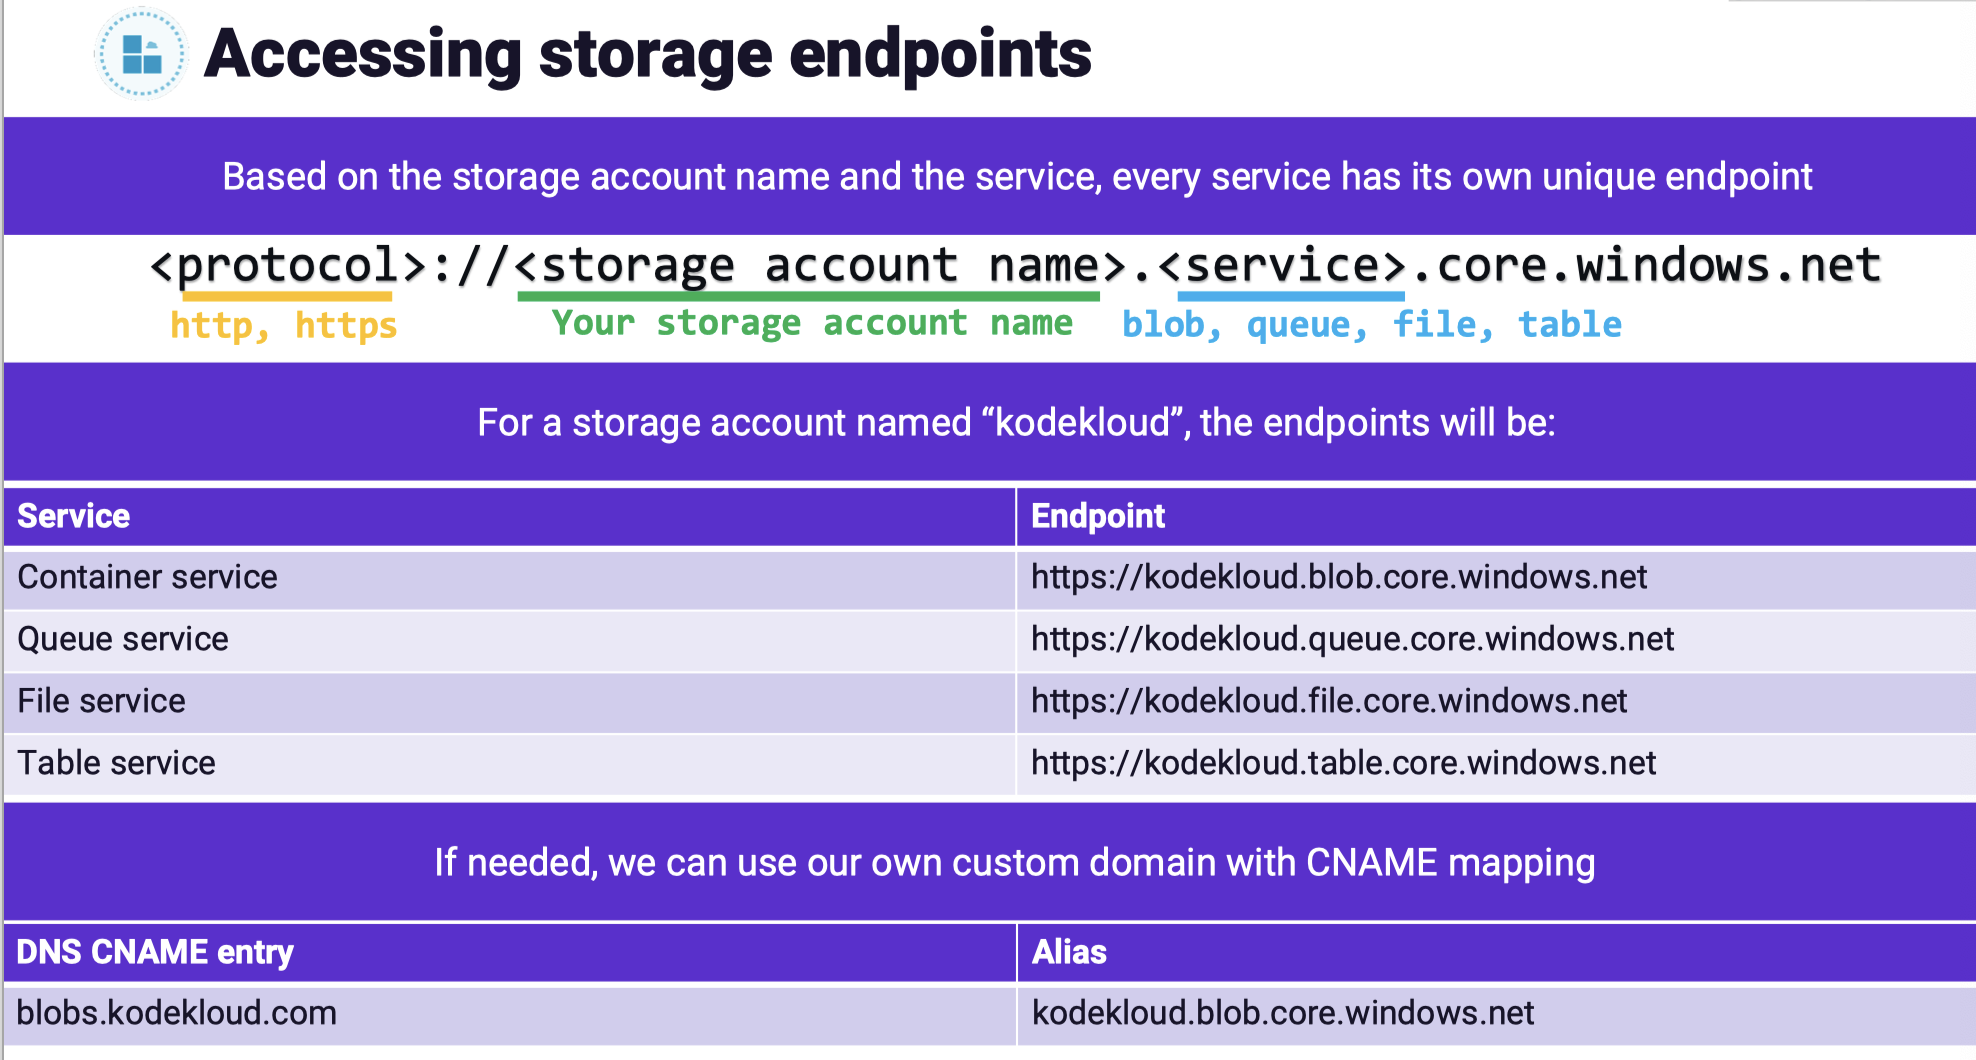 Accessing storage endpoints
Based on the storage account name and the service, every service has its own unique endpoint
<protocol>://<storage account name>.<service>.core.windows.net
http, https Your storage account name blob, queue, file, table
For a storage account named “kodekloud”, the endpoints will be:
Service Endpoint
Container service https://kodekloud.blob.core.windows.net
Queue service https://kodekloud.queue.core.windows.net
File service https://kodekloud.file.core.windows.net
Table service https://kodekloud.table.core.windows.net
If needed, we can use our own custom domain with CNAME mapping
DNS CNAME entry Alias
blobs.kodekloud.com kodekloud.blob.core.windows.net